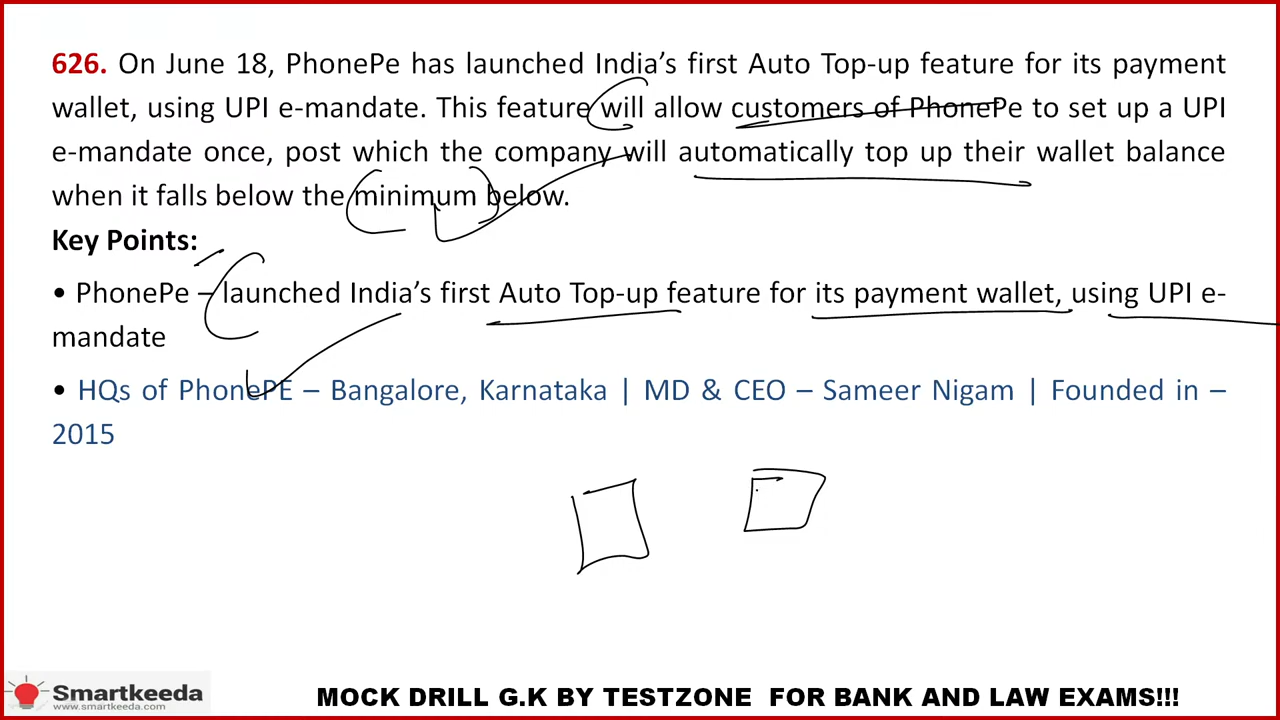 626. On June 18, PhonePe has launched India’s first Auto Top-up feature for its payment
wallet, using UPI e-mandate. This feature will allow customers of PhonePe to set up a UPI
e-mandate once, post which the company will automatically top up their wallet balance
when it falls below the minimum below.
Key Points:
• PhonePe – launched India’s first Auto Top-up feature for its payment wallet, using UPI e-
mandate
• HQs of PhonePE – Bangalore, Karnataka | MD & CEO – Sameer Nigam | Founded in –
2015
Smartkeeda
www.smartkeeda.com
MOCK DRILL G.K BY TESTZONE FOR BANK AND LAW EXAMS!!!